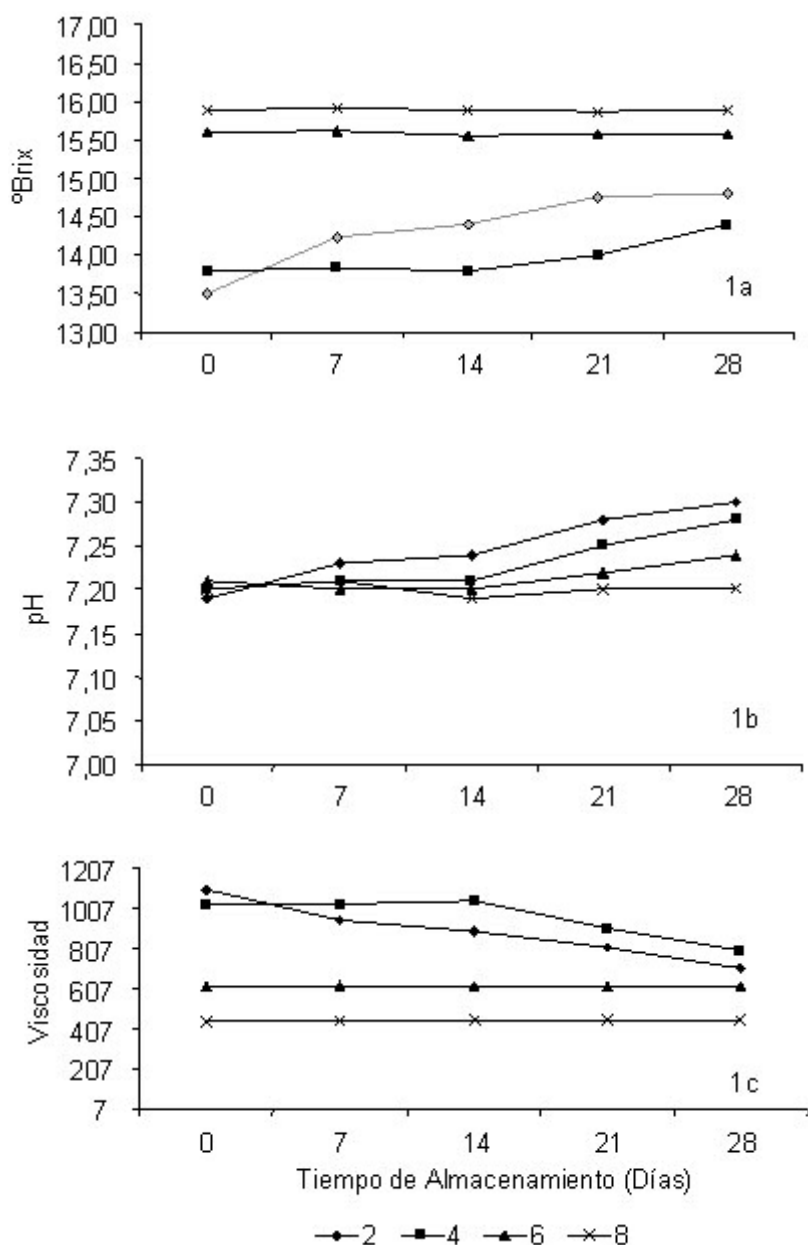 17,00
16,50
16,00
15,50
15,00
14,50
14,00
13,50
13,00
ºBrix
1a
0 7 14 21 28
7,35
7,30
7,25
7,20
7,15
7,10
7,05
7,00
pH
1b
0 7 14 21 28
1207
1007
807
607
407
207
7
Viscosidad
1c
0 7 14 21 28
Tiempo de Almacenamiento (Días)
2 4 6 8